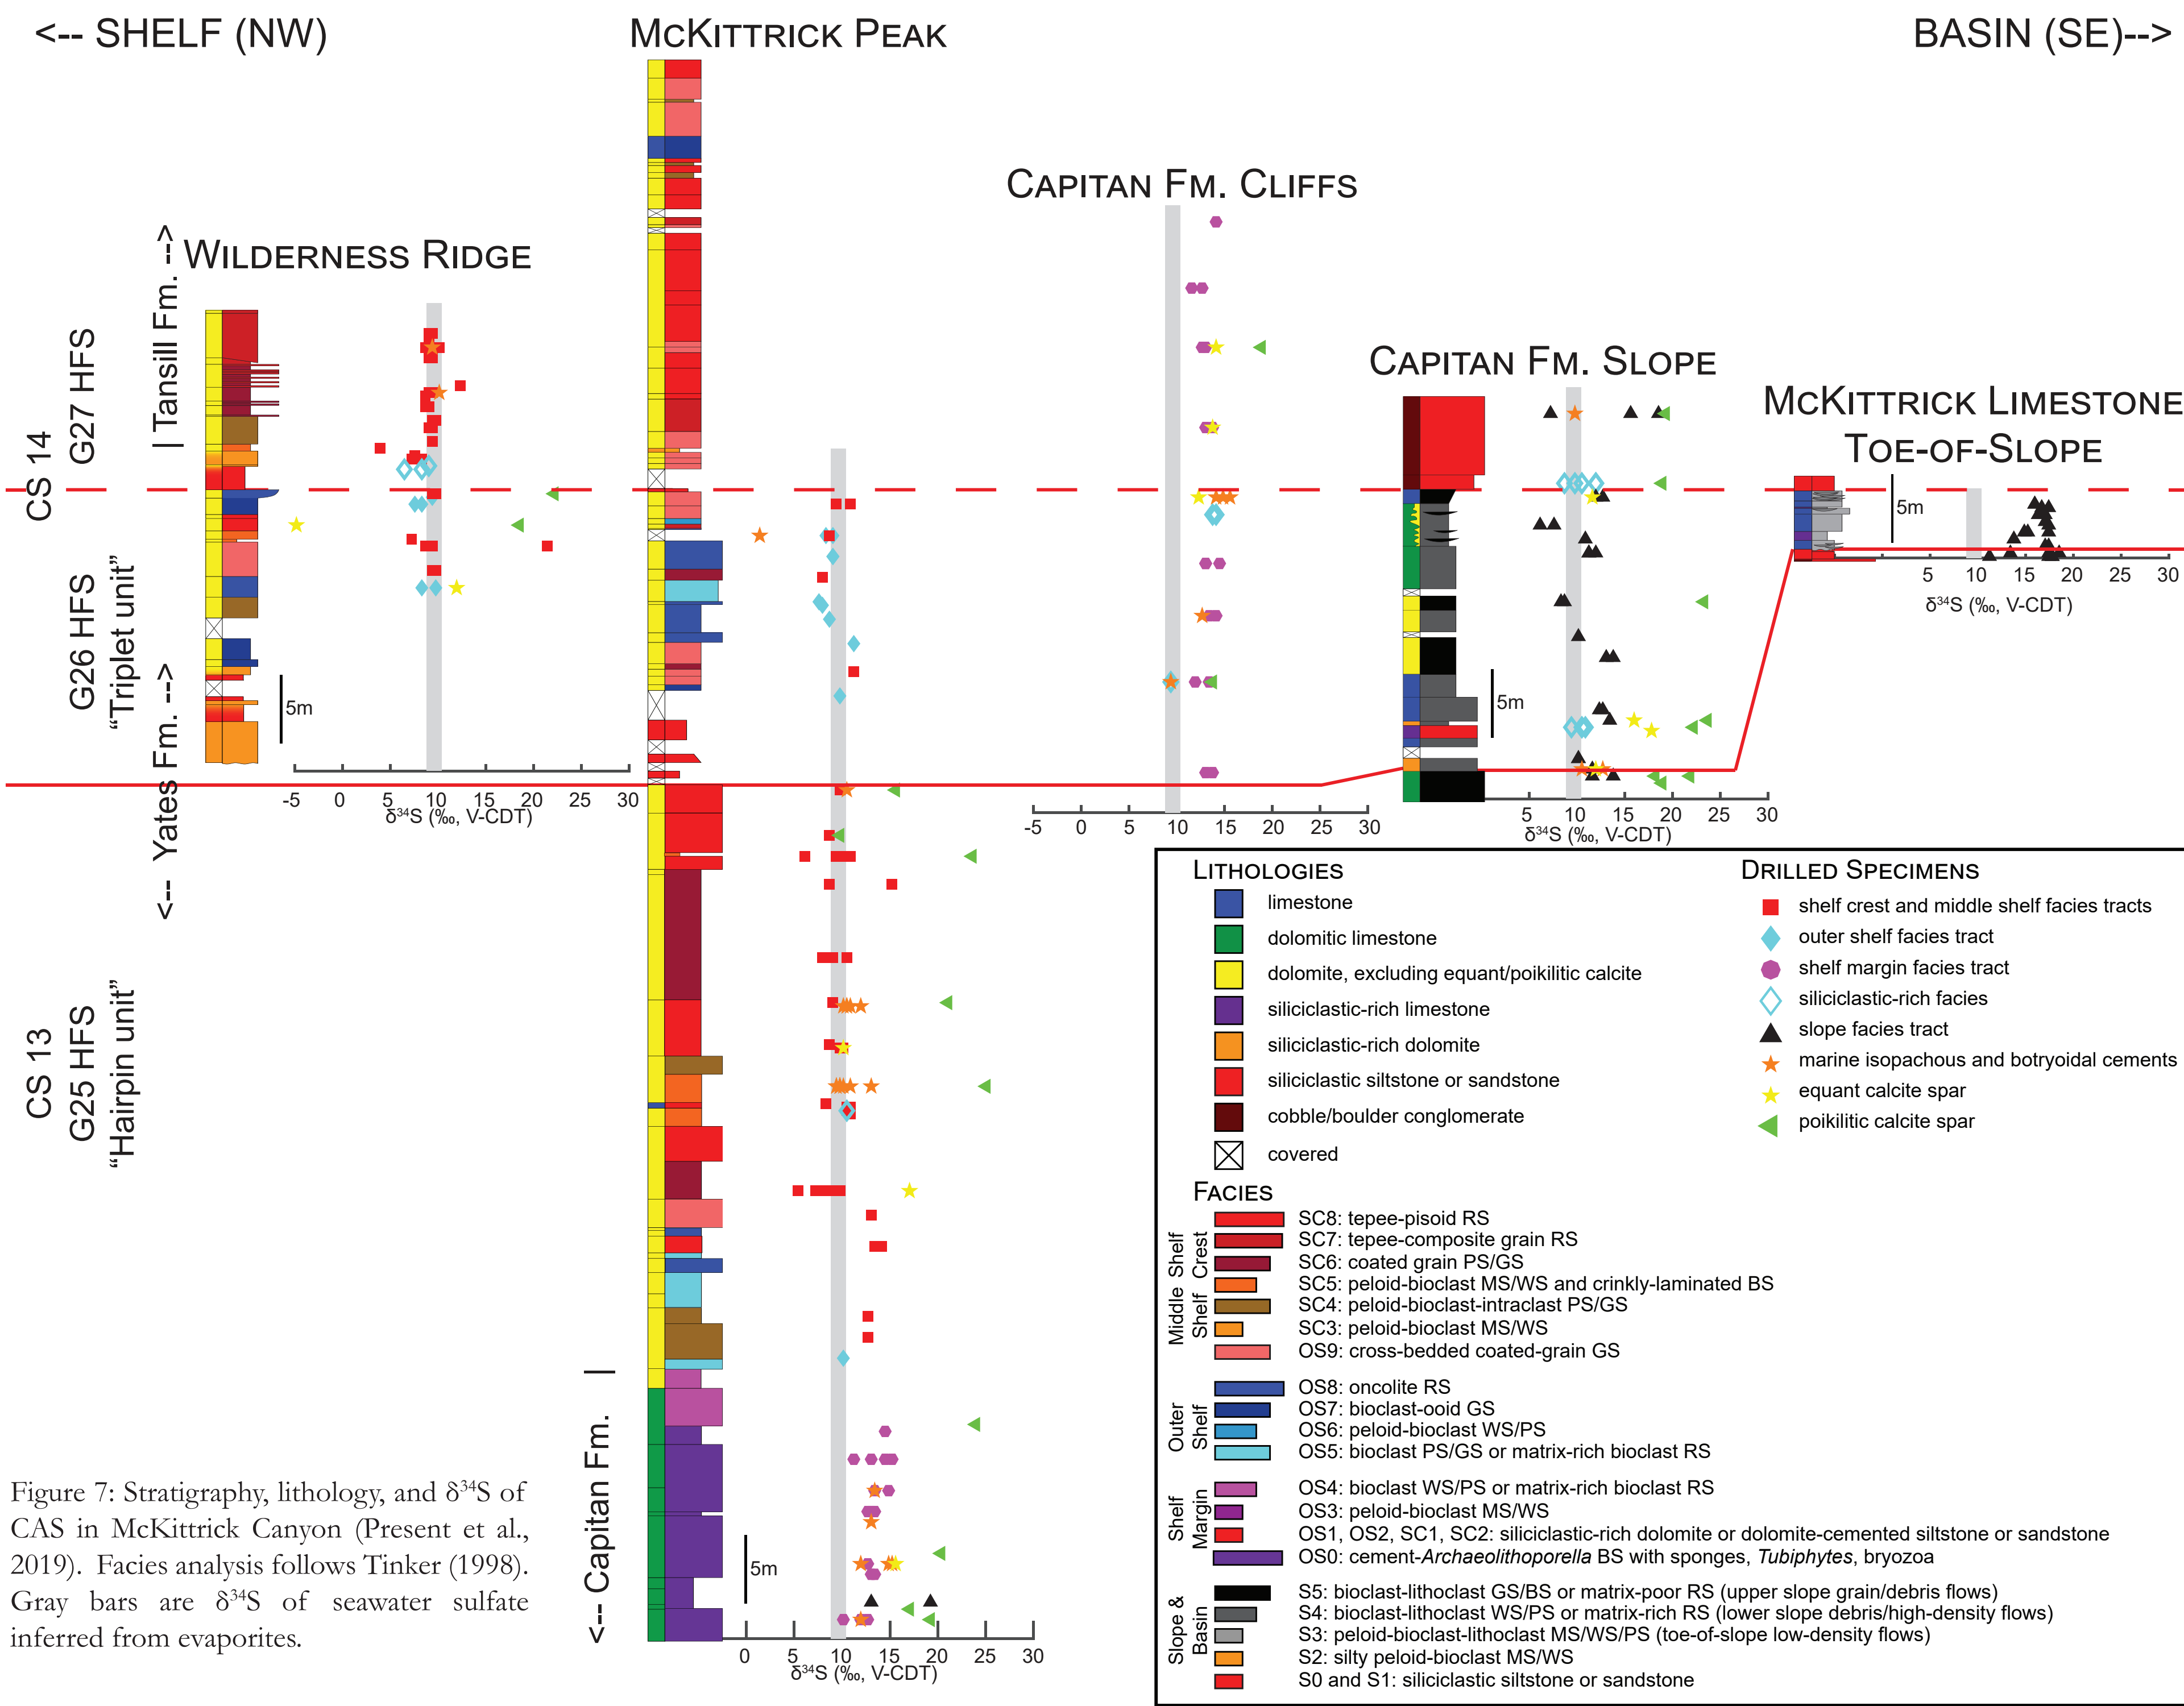 <-- SHELF (NW)
McKittrick Peak
BASIN (SE)-->
Capitan Fm. Cliffs
Wilderness Ridge
Capitan Fm. Slope
McKittrick Limestone
Toe-of-Slope
| Tansill Fm. -->
<-- Yates Fm. -->
<-- Capitan Fm. |
CS 14
G27 HFS
G26 HFS
“Triplet unit”
CS 13
G25 HFS
“Hairpin unit”
5m
-5 0 5 10 15 20 25 30
δ34S (‰, V-CDT)
5m
0 5 10 15 20 25 30
δ34S (‰, V-CDT)
-5 0 5 10 15 20 25 30
5m
5 10 15 20 25 30
δ34S (‰, V-CDT)
5m
5 10 15 20 25 30
δ34S (‰, V-CDT)
Lithologies
limestone
dolomitic limestone
dolomite, excluding equant/poikilitic calcite
siliciclastic-rich limestone
siliciclastic-rich dolomite
siliciclastic siltstone or sandstone
cobble/boulder conglomerate
covered
Drilled Specimens
shelf crest and middle shelf facies tracts
outer shelf facies tract
shelf margin facies tract
siliciclastic-rich facies
slope facies tract
marine isopachous and botryoidal cements
equant calcite spar
poikilitic calcite spar
Facies
Shelf
Crest
SC8: tepee-pisoid RS
SC7: tepee-composite grain RS
SC6: coated grain PS/GS
Middle
Shelf
SC5: peloid-bioclast MS/WS and crinkly-laminated BS
SC4: peloid-bioclast-intraclast PS/GS
SC3: peloid-bioclast MS/WS
OS9: cross-bedded coated-grain GS
Outer
Shelf
OS8: oncolite RS
OS7: bioclast-ooid GS
OS6: peloid-bioclast WS/PS
OS5: bioclast PS/GS or matrix-rich bioclast RS
Shelf
Margin
OS4: bioclast WS/PS or matrix-rich bioclast RS
OS3: peloid-bioclast MS/WS
OS1, OS2, SC1, SC2: siliciclastic-rich dolomite or dolomite-cemented siltstone or sandstone
OS0: cement-Archaeolithoporella BS with sponges, Tubiphytes, bryozoa
Slope &
Basin
S5: bioclast-lithoclast GS/BS or matrix-poor RS (upper slope grain/debris flows)
S4: bioclast-lithoclast WS/PS or matrix-rich RS (lower slope debris/high-density flows)
S3: peloid-bioclast-lithoclast MS/WS/PS (toe-of-slope low-density flows)
S2: silty peloid-bioclast MS/WS
S0 and S1: siliciclastic siltstone or sandstone
Figure 7: Stratigraphy, lithology, and δ34S of
CAS in McKittrick Canyon (Present et al.,
2019). Facies analysis follows Tinker (1998).
Gray bars are δ34S of seawater sulfate
inferred from evaporites.